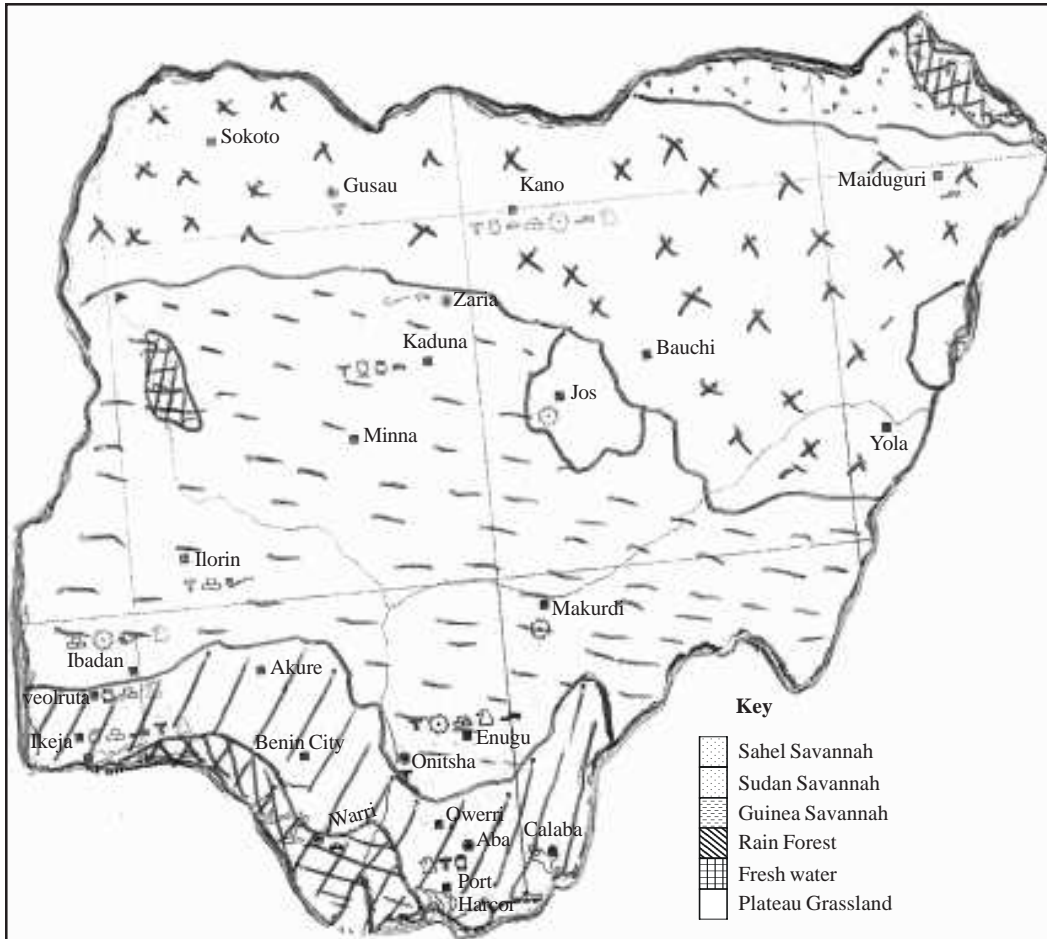 Sokoto
Gusau
Kano
Maiduguri
Zaria
Kaduna
Bauchi
Jos
Minna
Yola
Ilorin
Makurdi
Ibadan
Akure
veolruta
Ikeja
Benin City
Enugu
Onitsha
Warri
Owerri
Aba
Calaba
Port
Harcor
Key
Sahel Savannah
Sudan Savannah
Guinea Savannah
Rain Forest
Fresh water
Plateau Grassland